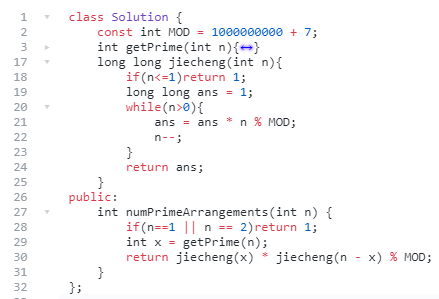 1 class Solution {
2 const int MOD = 1000000000 + 7;
3 int getPrime(int n){↔}
17 long long jiecheng(int n){
18 if(n<=1)return 1;
19 long long ans = 1;
20 while(n>0){
21 ans = ans * n % MOD;
22 n--;
23 }
24 return ans;
25 }
26 public:
27 int numPrimeArrangements(int n) {
28 if(n==1 || n == 2)return 1;
29 int x = getPrime(n);
30 return jiecheng(x) * jiecheng(n - x) % MOD;
31 }
32 };